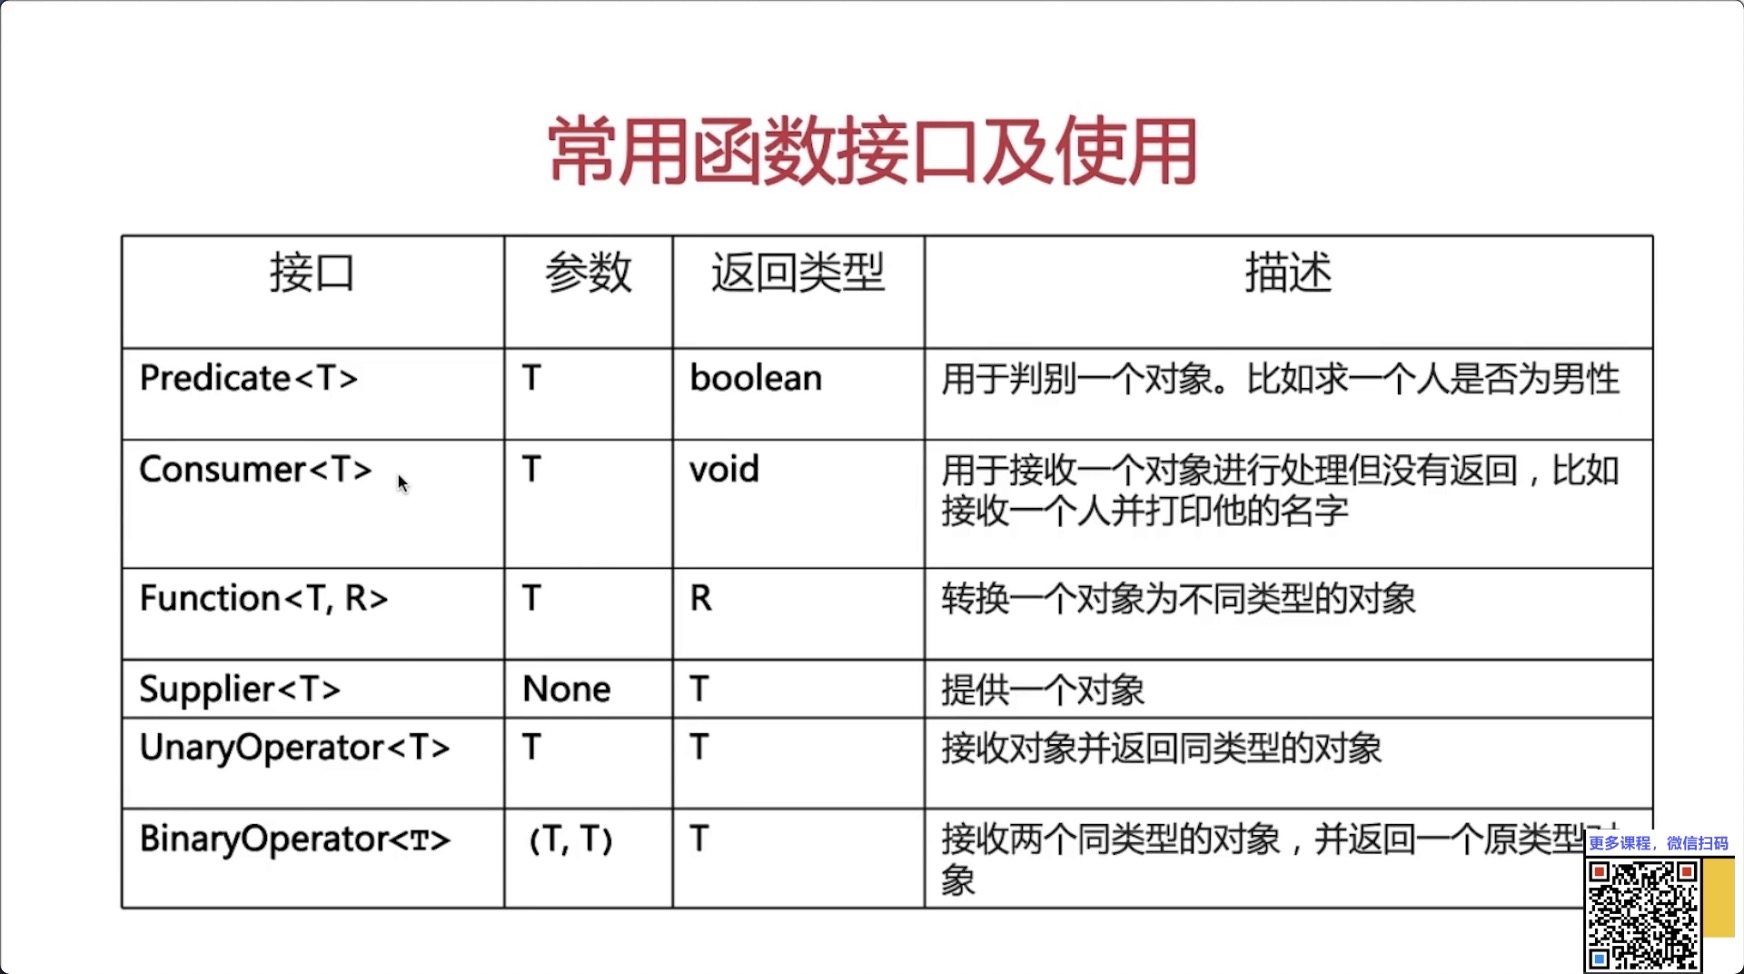 常用函数接口及使用
接口 参数 返回类型 描述
Predicate<T> T boolean 用于判别一个对象。比如求一个人是否为男性
Consumer<T> T void 用于接收一个对象进行处理但没有返回，比如
接收一个人并打印他的名字
Function<T, R> T R 转换一个对象为不同类型的对象
Supplier<T> None T 提供一个对象
UnaryOperator<T> T T 接收对象并返回同类型的对象
BinaryOperator<T> (T, T) T 接收两个同类型的对象，并返回一个原类型对
象
更多课程，微信扫码